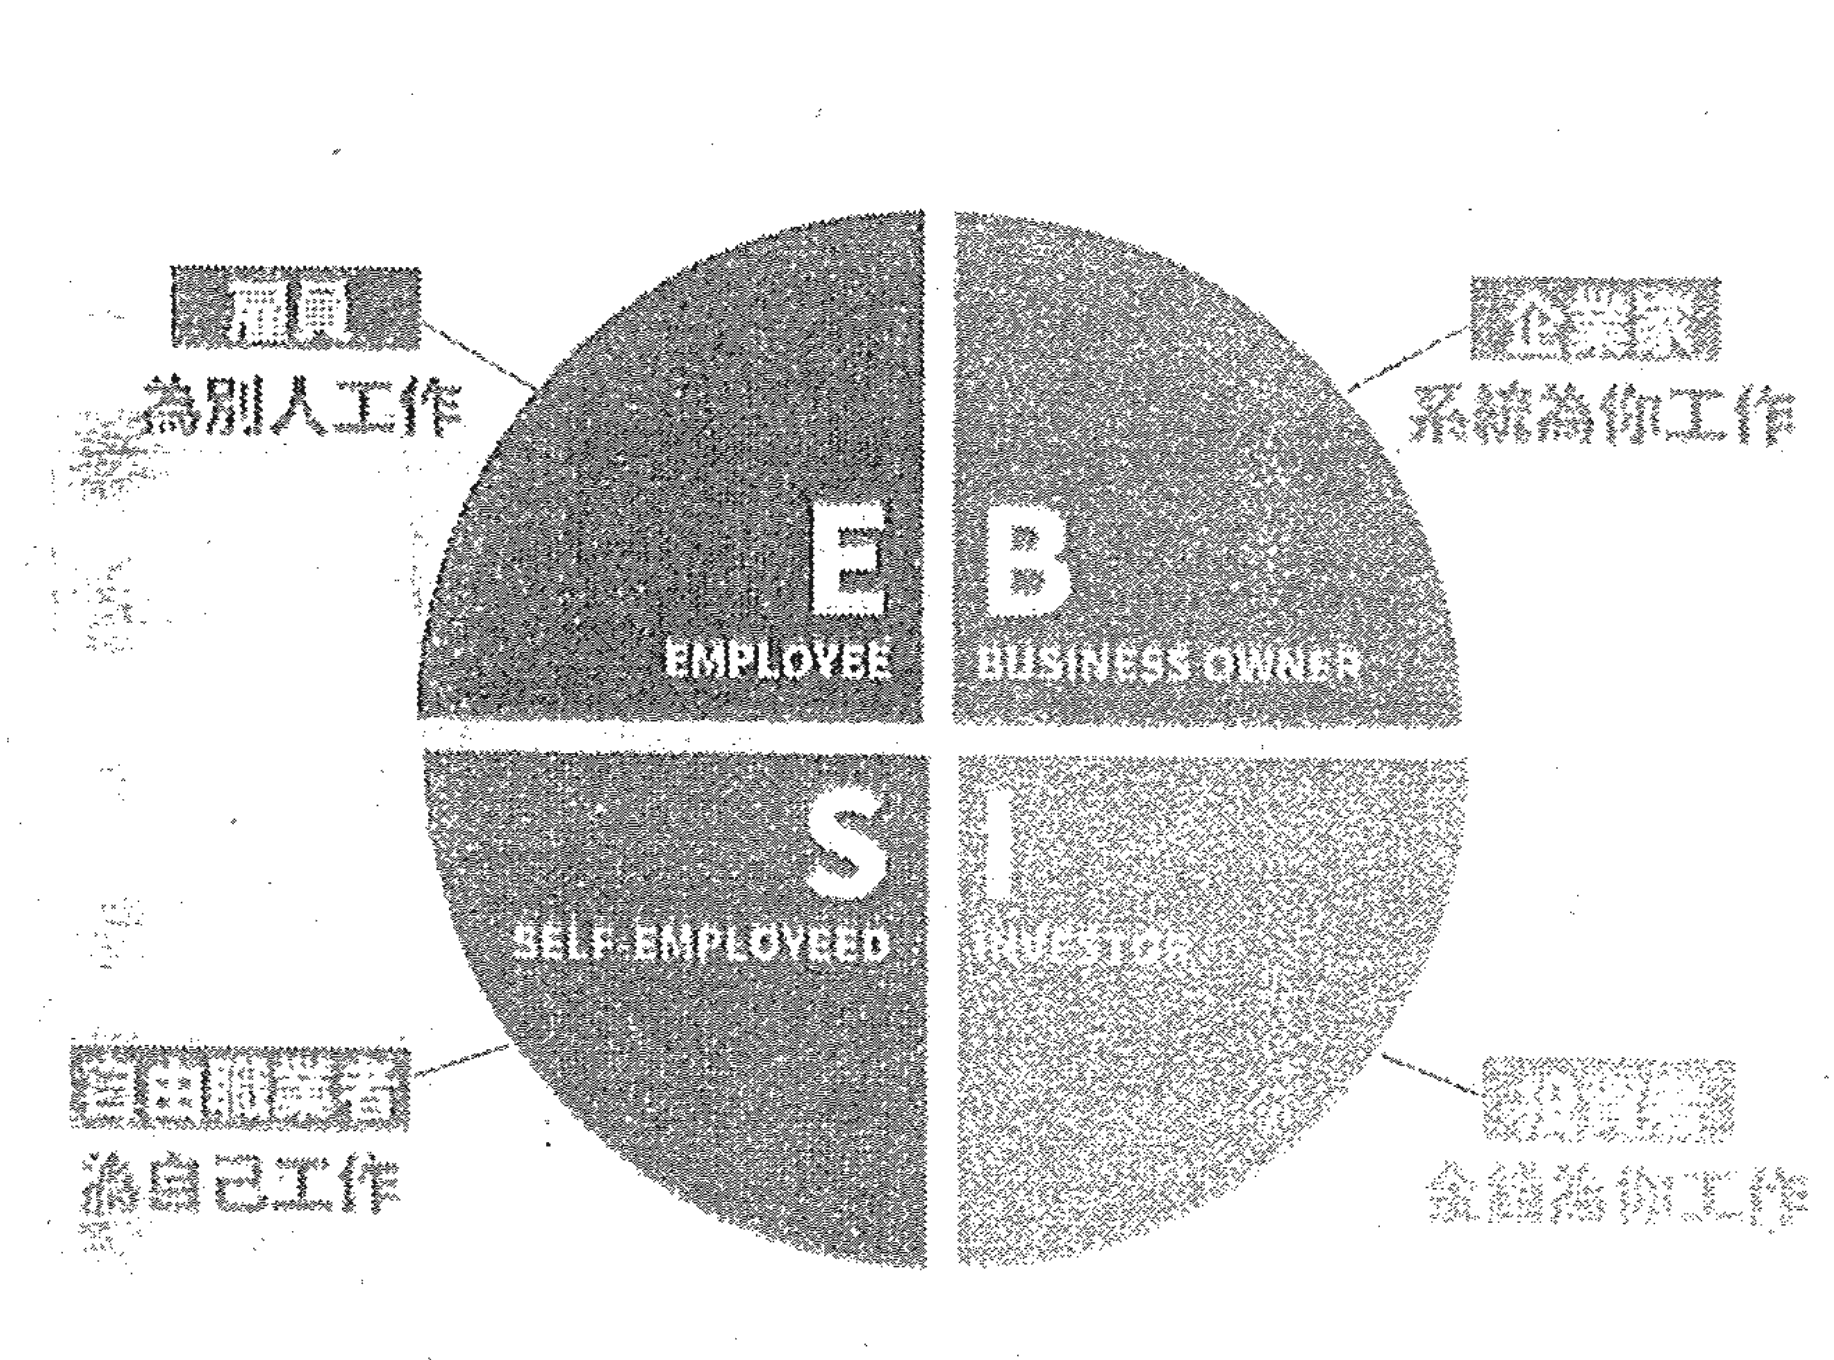 雇員
為別人工作
E
EMPLOYEE
企業家
系統為你工作
B
BUSINESS OWNER
S
SELF-EMPLOYEED
自由職業者
為自己工作
I
INVESTOR
金錢為你工作